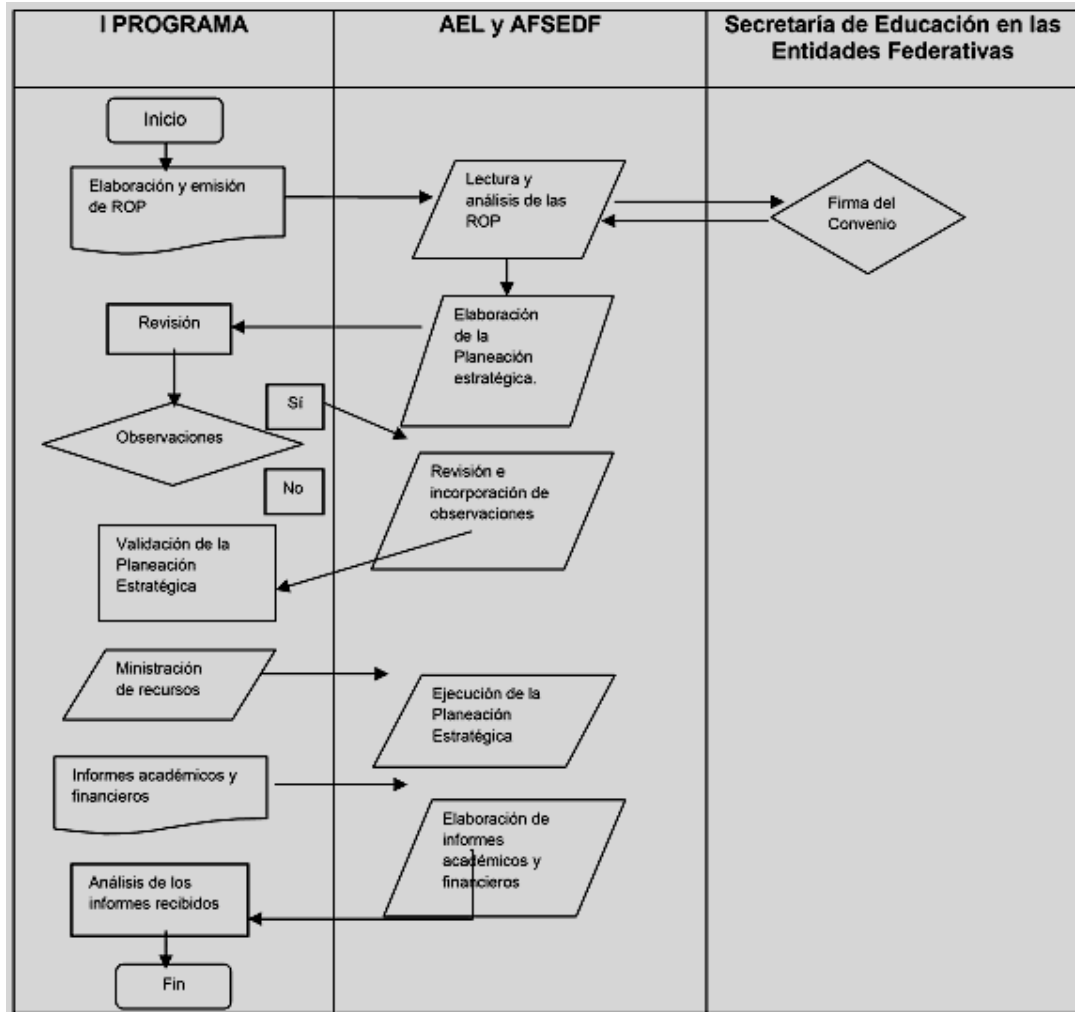 I PROGRAMA
AEL y AFSEDF
Secretaría de Educación en las
Entidades Federativas
Inicio
Elaboración y emisión
de ROP
Lectura y
análisis de las
ROP
Firma del
Convenio
Revisión
Elaboración
de la
Planeación
estratégica.
Sí
Observaciones
No
Revisión e
incorporación de
observaciones
Validación de la
Planeación
Estratégica
Ministración
de recursos
Ejecución de la
Planeación
Estratégica
Informes académicos y
financieros
Elaboración de
informes
académicos y
financieros
Análisis de los
informes recibidos
Fin